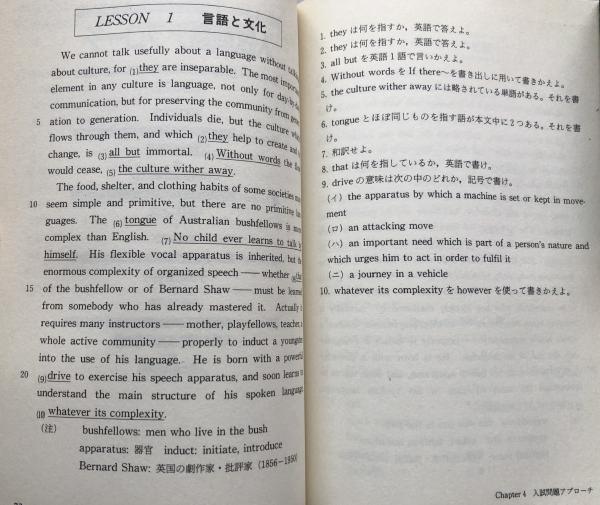 LESSON 1 言語と文化
We cannot talk usefully about a language without
about culture, for (1)they are inseparable. The most important
element in any culture is language, not only for day-by-da
communication, but for preserving the community from gener
5 ation to generation. Individuals die, but the culture which
flows through them, and which (2)they help to create and
change, is (3)all but immortal. (4)Without words the
would cease, (5)the culture wither away.
The food, shelter, and clothing habits of some societies may
10 seem simple and primitive, but there are no primitive lan
guages. The (6)tongue of Australian bushfellows is more
complex than English. (7)No child ever learns to talk by
himself. His flexible vocal apparatus is inherited, but the
enormous complexity of organized speech — whether (8)that
15 of the bushfellow or of Bernard Shaw — must be learned
from somebody who has already mastered it. Actually it
requires many instructors — mother, playfellows, teacher, a
whole active community — properly to induct a youngster
into the use of his language. He is born with a powerful
20 (9)drive to exercise his speech apparatus, and soon learns to
understand the main structure of his spoken language,
(10)whatever its complexity.
(注) bushfellows: men who live in the bush
apparatus: 器官 induct: initiate, introduce
Bernard Shaw: 英国の劇作家・批評家 (1856−1950)
1. they は何を指すか,英語で答えよ。
2. they は何を指すか,英語で答えよ。
3. all but を英語1語で言いかえよ。
4. Without words を If there〜を書き出しに用いて書きかえよ。
5. the culture wither away には略されている単語がある。それを書
け。
6. tongue とほぼ同じものを指す語が本文中に2つある。それを書
け。
7. 和訳せよ。
8. that は何を指しているか,英語で書け。
9. drive の意味は次の中のどれか,記号で書け。
(イ) the apparatus by which a machine is set or kept in move-
ment
(ロ) an attacking move
(ハ) an important need which is part of a person's nature and
which urges him to act in order to fulfil it
(ニ) a journey in a vehicle
10. whatever its complexity を however を使って書きかえよ。
Chapter 4 入試問題アプローチ